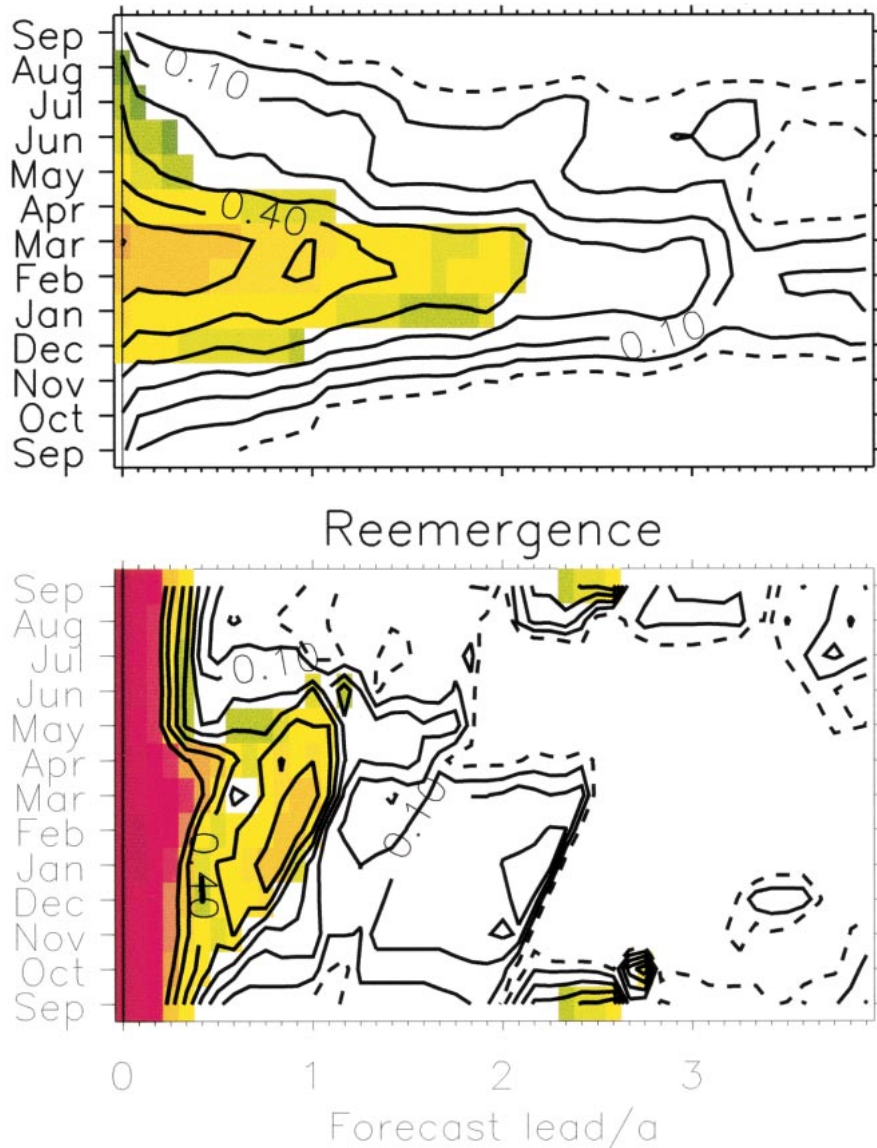 Sep
Aug
Jul
Jun
May
Apr
Mar
Feb
Jan
Dec
Nov
Oct
Sep
0.10
0.40
0.10
Reemergence
Sep
Aug
Jul
Jun
May
Apr
Mar
Feb
Jan
Dec
Nov
Oct
Sep
0.10
0.10
0.40
0 1 2 3
Forecast lead/a